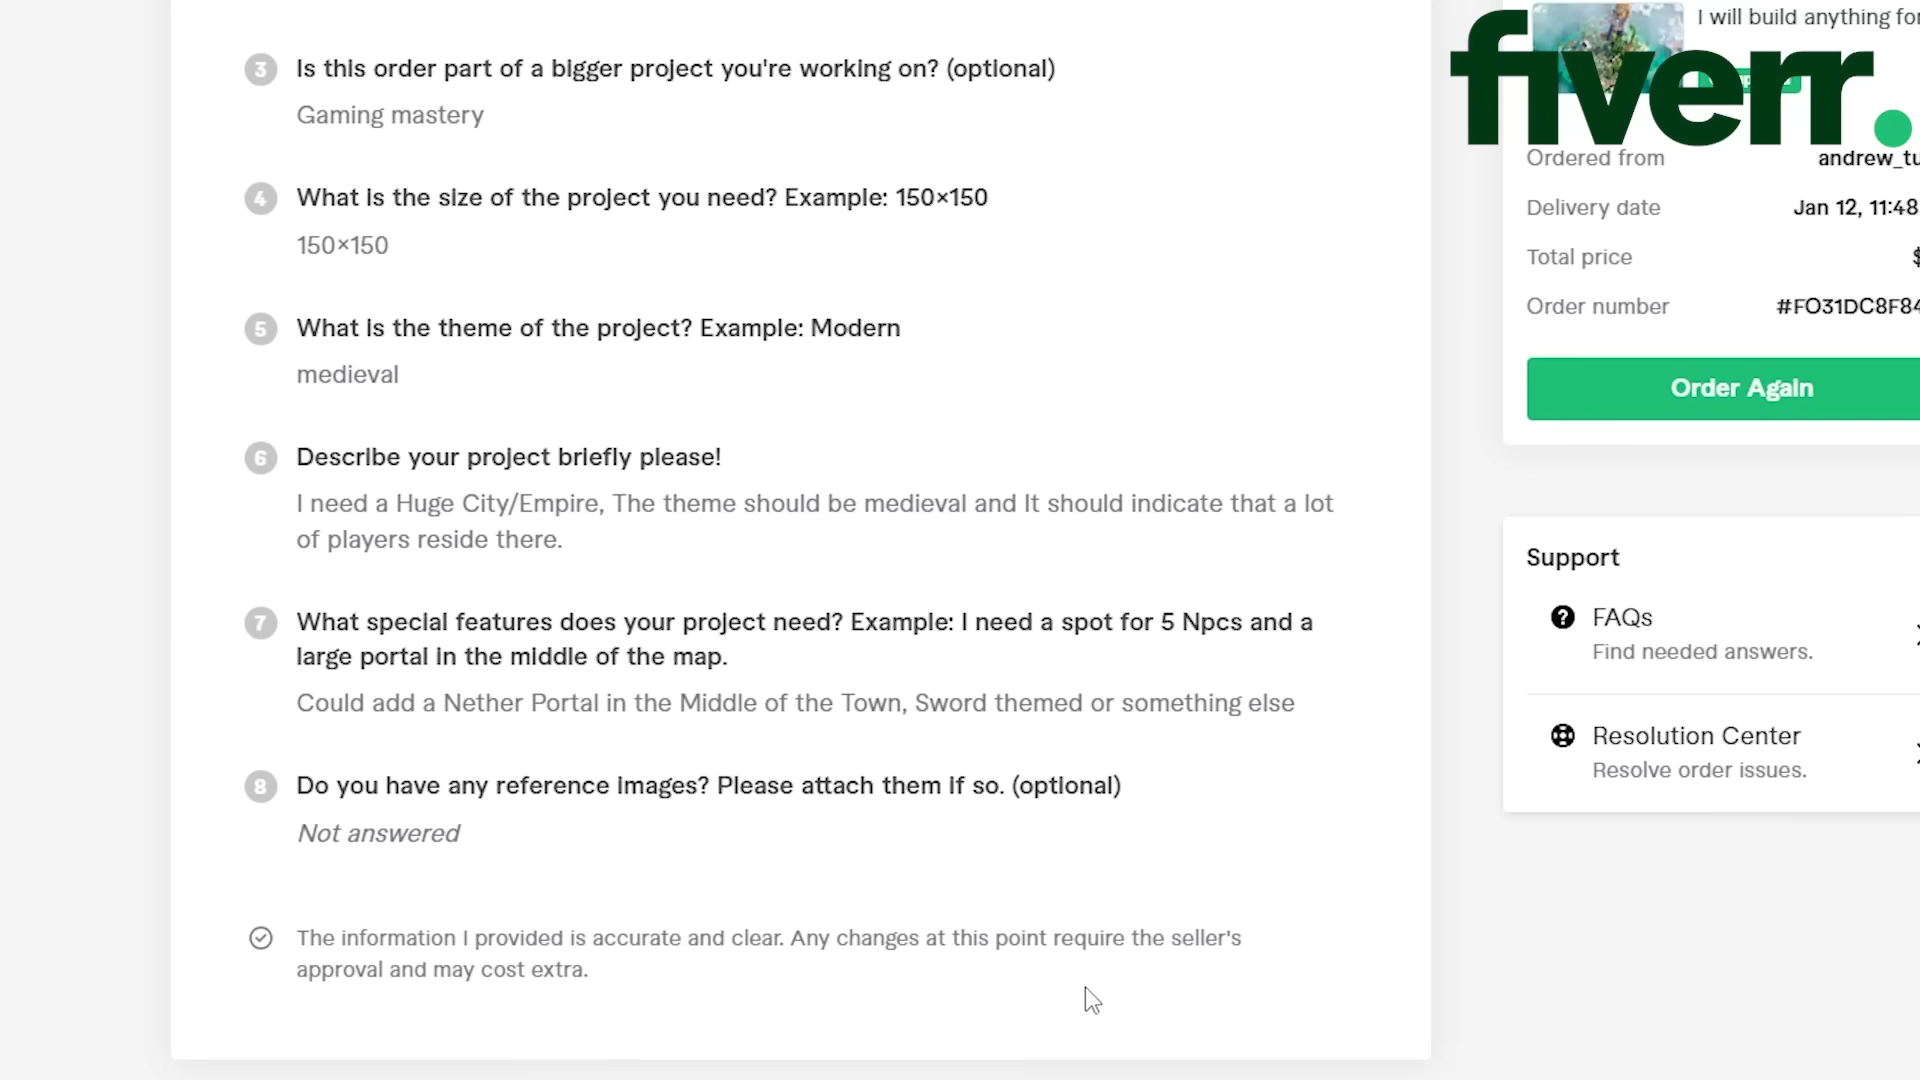 3 Is this order part of a bigger project you're working on? (optional)
Gaming mastery
4 What is the size of the project you need? Example: 150×150
150×150
5 What is the theme of the project? Example: Modern
medieval
6 Describe your project briefly please!
I need a Huge City/Empire, The theme should be medieval and It should indicate that a lot
of players reside there.
7 What special features does your project need? Example: I need a spot for 5 Npcs and a
large portal in the middle of the map.
Could add a Nether Portal in the Middle of the Town, Sword themed or something else
8 Do you have any reference images? Please attach them if so. (optional)
Not answered
The information I provided is accurate and clear. Any changes at this point require the seller's
approval and may cost extra.
I will build anything for
fiverr.
Ordered from andrew_tu
Delivery date Jan 12, 11:48
Total price $
Order number #FO31DC8F84
Order Again
Support
FAQs
Find needed answers.
Resolution Center
Resolve order issues.